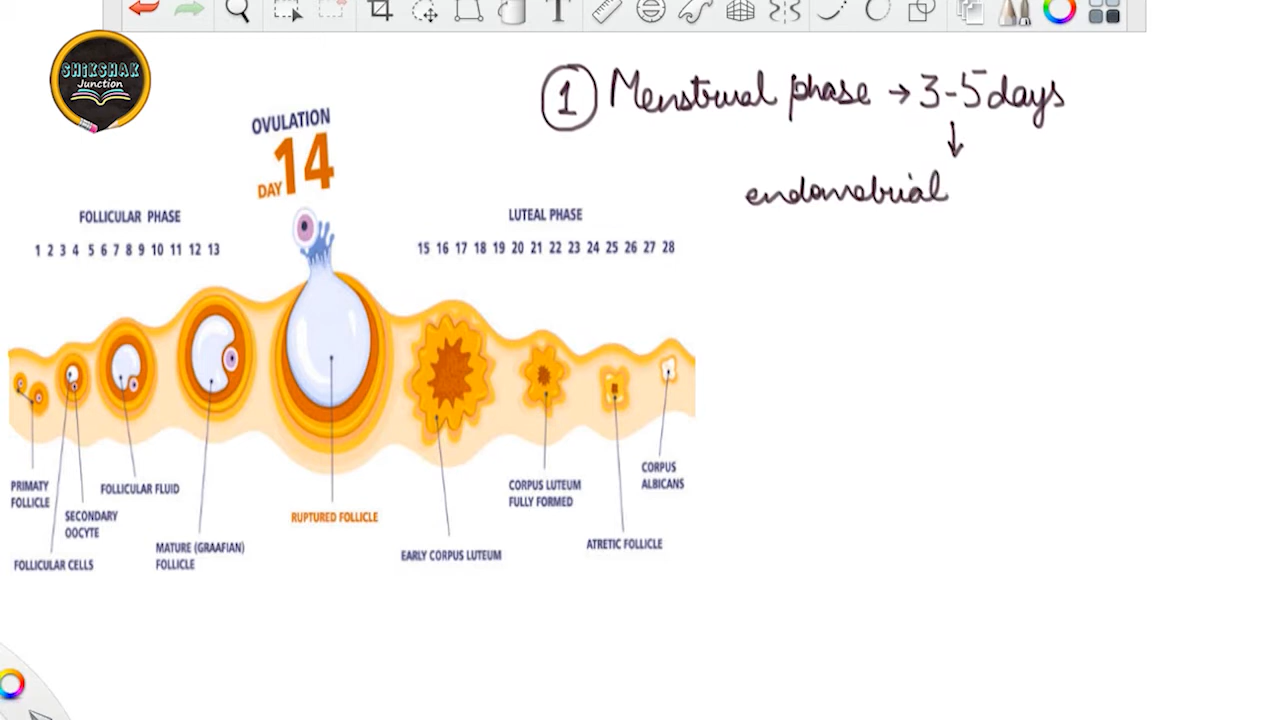 SHiKSHAK
Junction
1 Menstrual phase → 3-5 days
↓
endometrial
OVULATION
DAY 14
FOLLICULAR PHASE
1 2 3 4 5 6 7 8 9 10 11 12 13
LUTEAL PHASE
15 16 17 18 19 20 21 22 23 24 25 26 27 28
PRIMATY
FOLLICLE
FOLLICULAR CELLS
SECONDARY
OOCYTE
FOLLICULAR FLUID
MATURE (GRAAFIAN)
FOLLICLE
RUPTURED FOLLICLE
EARLY CORPUS LUTEUM
CORPUS LUTEUM
FULLY FORMED
ATRETIC FOLLICLE
CORPUS
ALBICANS